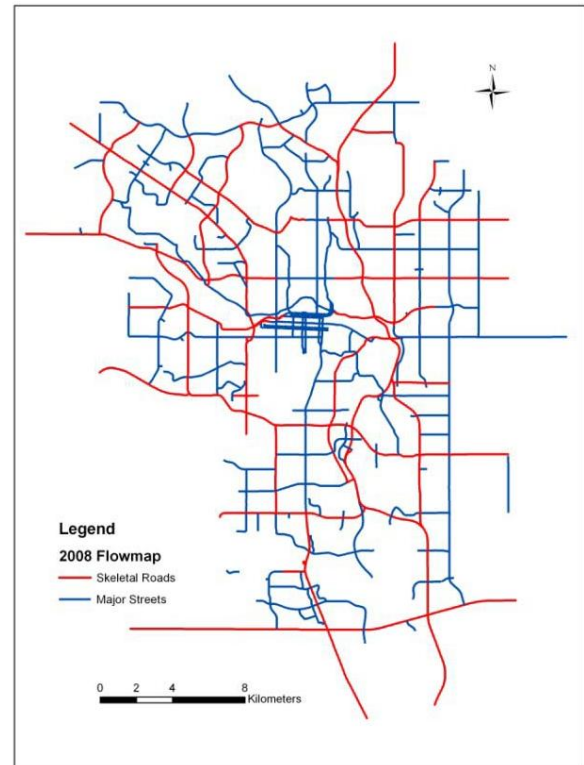 N
Legend
2008 Flowmap
Skeletal Roads
Major Streets
0 2 4 8
Kilometers